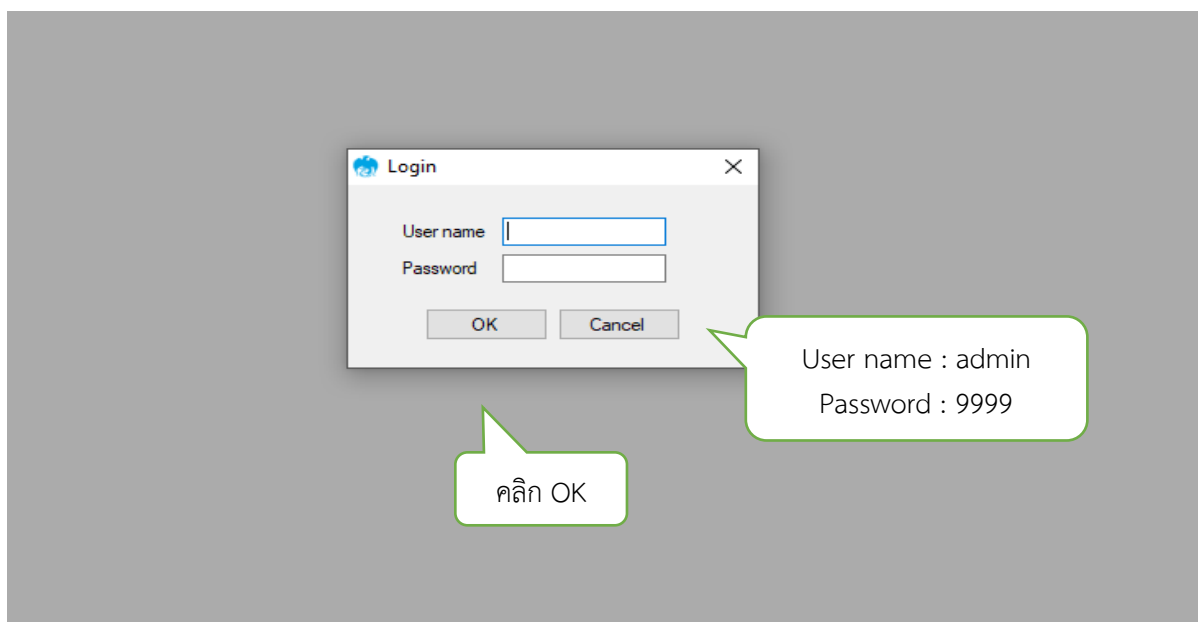 Login
User name
Password
OK Cancel
User name : admin
Password : 9999
คลิก OK